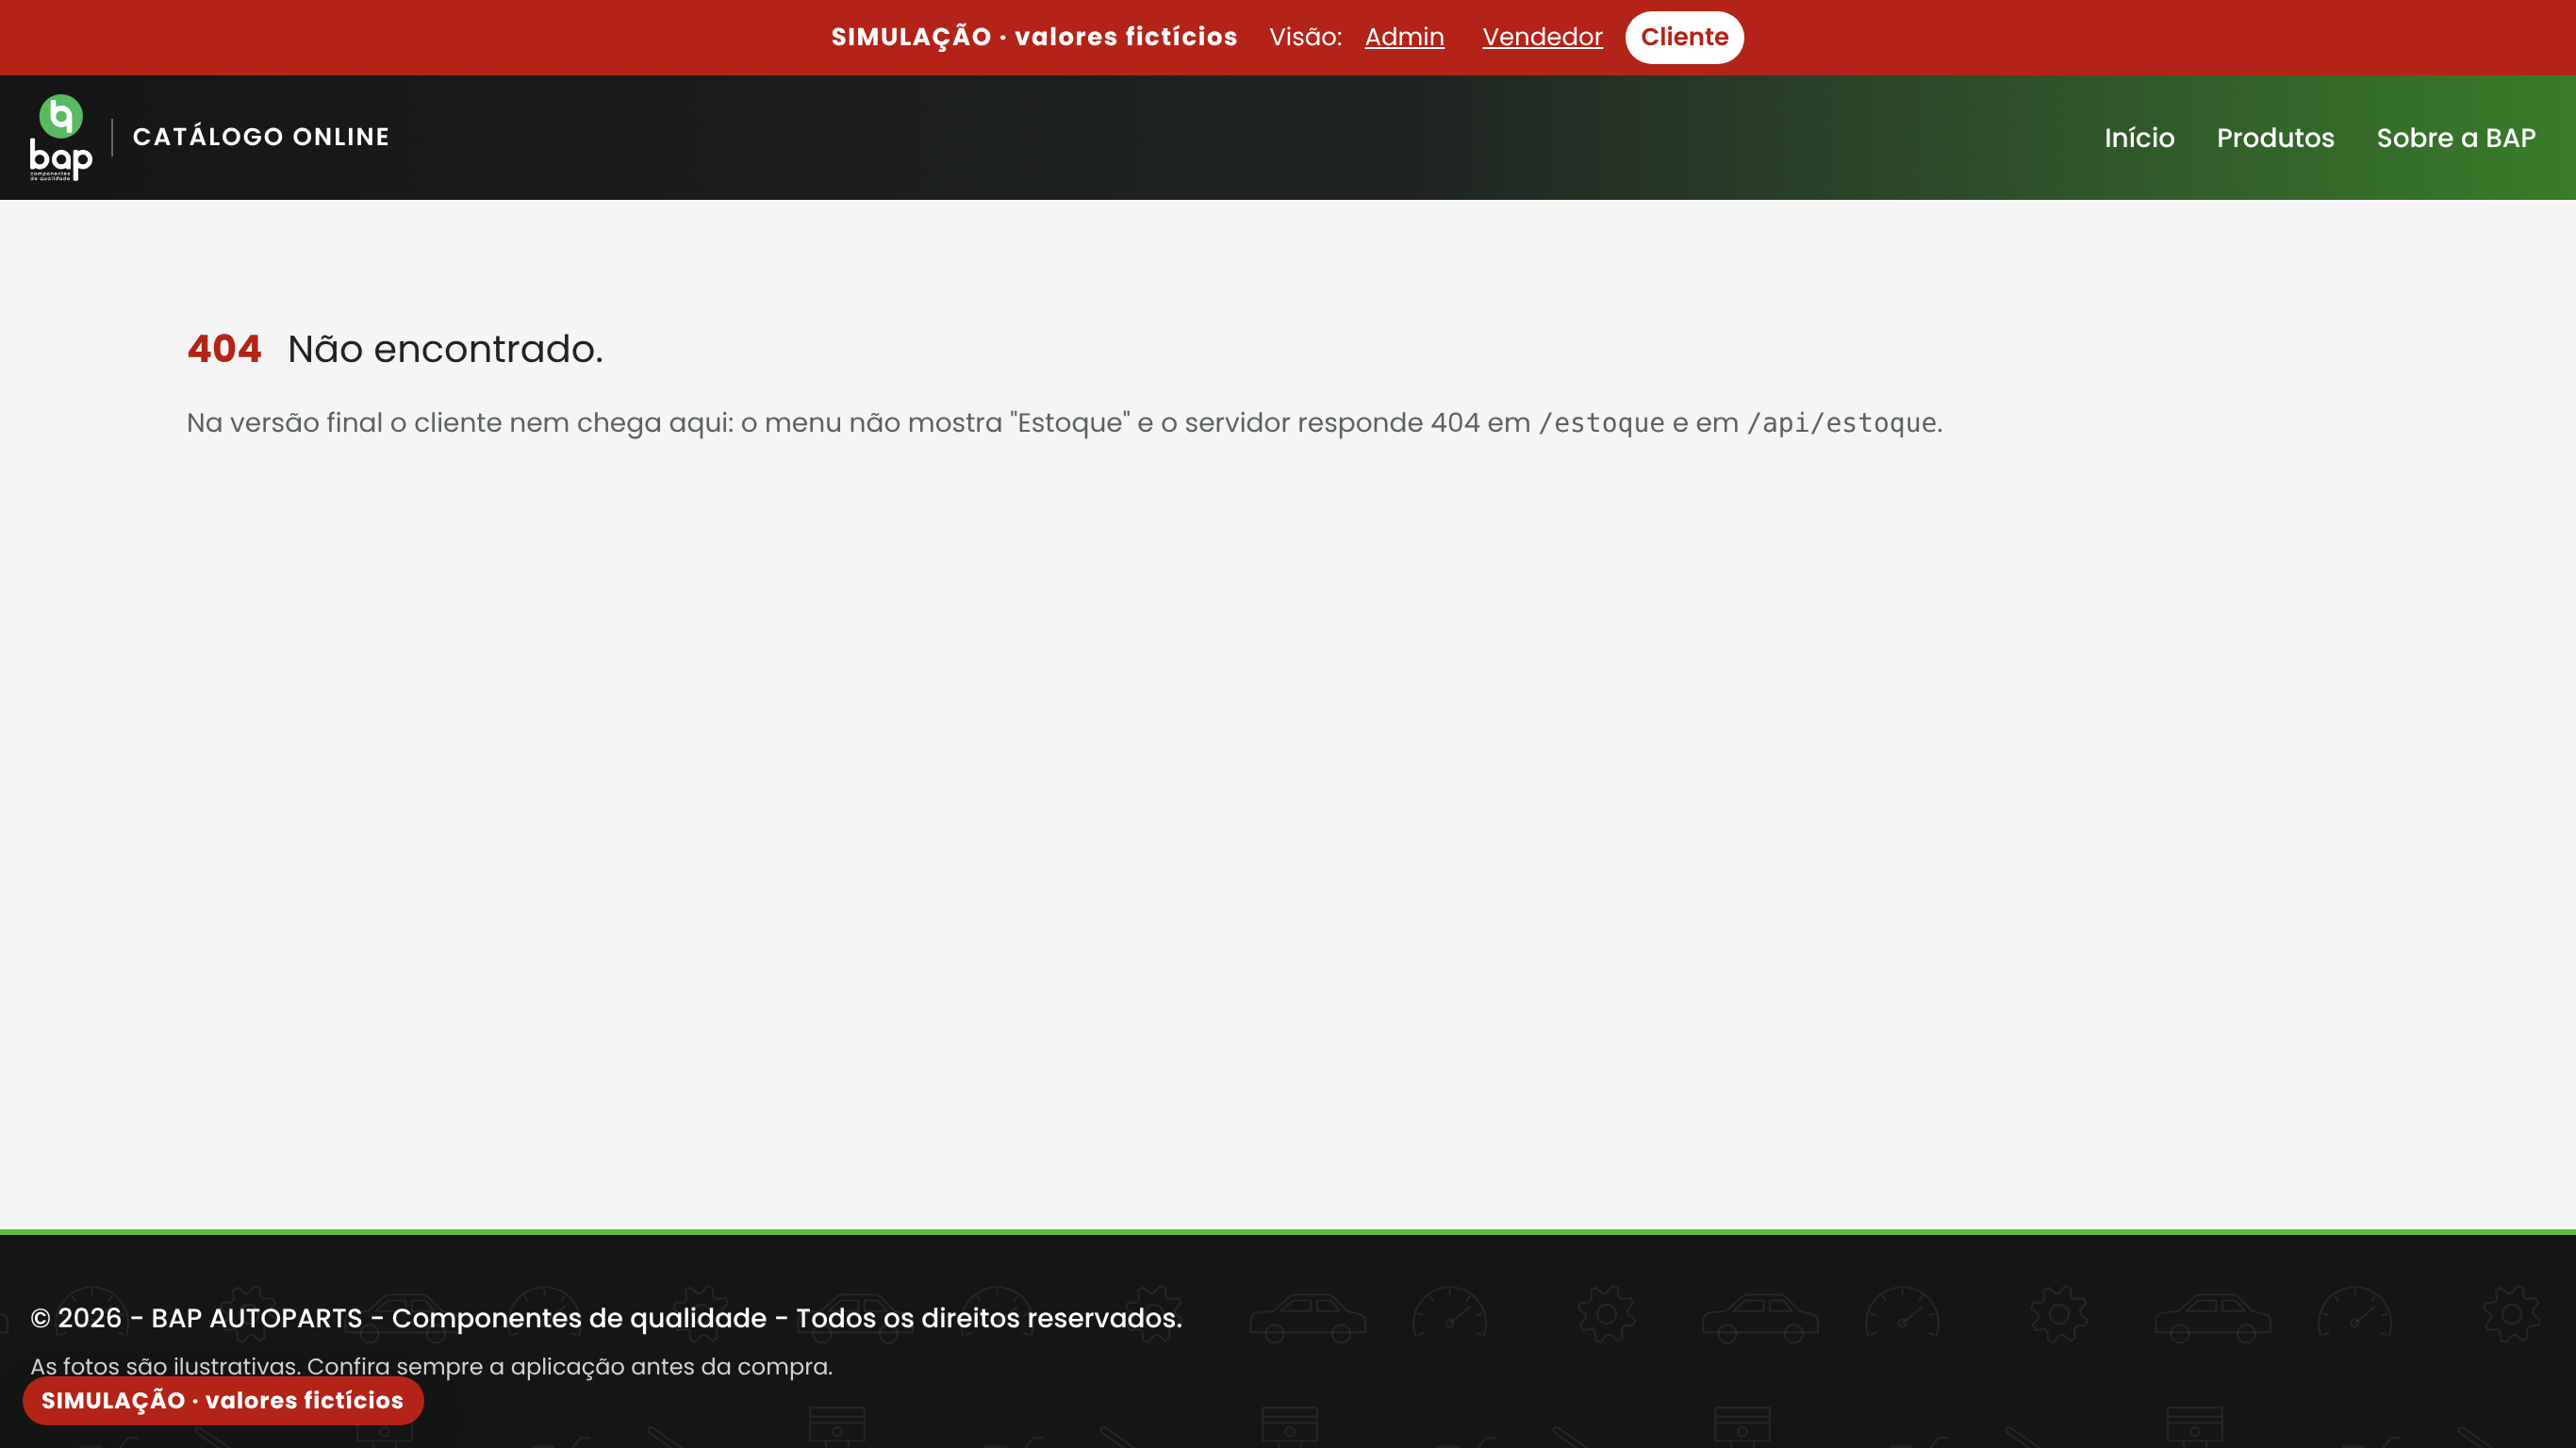 SIMULAÇÃO · valores fictícios Visão: Admin Vendedor Cliente
bap
componentes
de qualidade
CATÁLOGO ONLINE
Início Produtos Sobre a BAP
404 Não encontrado.
Na versão final o cliente nem chega aqui: o menu não mostra "Estoque" e o servidor responde 404 em /estoque e em /api/estoque.
© 2026 - BAP AUTOPARTS - Componentes de qualidade - Todos os direitos reservados.
As fotos são ilustrativas. Confira sempre a aplicação antes da compra.
SIMULAÇÃO · valores fictícios